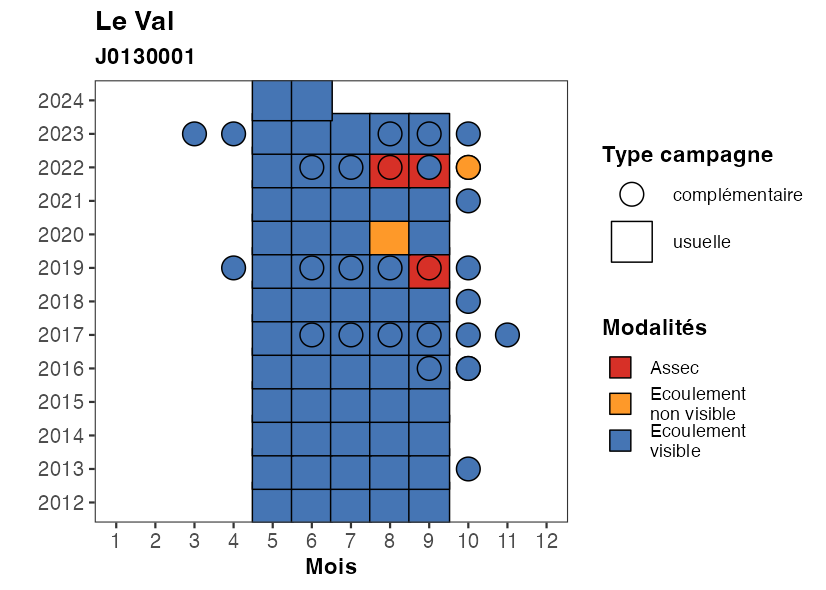 Le Val
J0130001
2024
2023
2022
2021
2020
2019
2018
2017
2016
2015
2014
2013
2012
1 2 3 4 5 6 7 8 9 10 11 12
Mois
Type campagne
complémentaire
usuelle
Modalités
Assec
Ecoulement
non visible
Ecoulement
visible